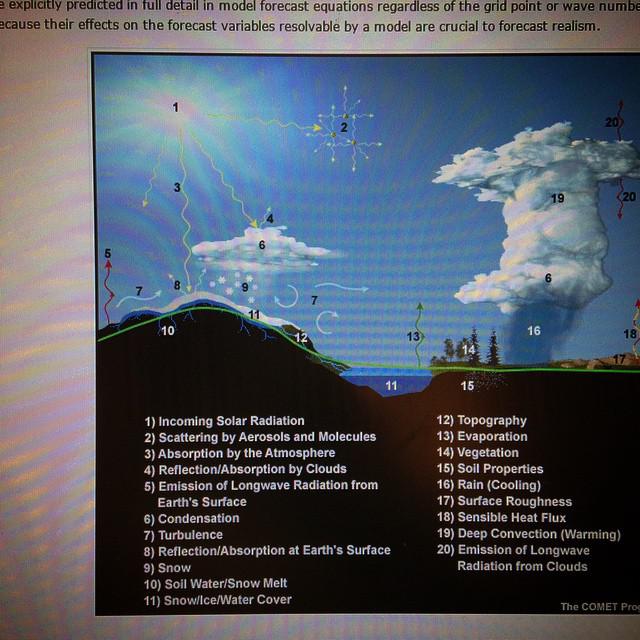 explicitly predicted in full detail in model forecast equations regardless of the grid point or wave
because their effects on the forecast variables resolvable by a model are crucial to forecast realism.
1
2
20
3
19
20
4
6
5
8
9
7
7
6
11
10
12
13
14
16
18
17
11
15
1) Incoming Solar Radiation
2) Scattering by Aerosols and Molecules
3) Absorption by the Atmosphere
4) Reflection/Absorption by Clouds
5) Emission of Longwave Radiation from
Earth's Surface
6) Condensation
7) Turbulence
8) Reflection/Absorption at Earth's Surface
9) Snow
10) Soil Water/Snow Melt
11) Snow/Ice/Water Cover
12) Topography
13) Evaporation
14) Vegetation
15) Soil Properties
16) Rain (Cooling)
17) Surface Roughness
18) Sensible Heat Flux
19) Deep Convection (Warming)
20) Emission of Longwave
Radiation from Clouds
The COMET